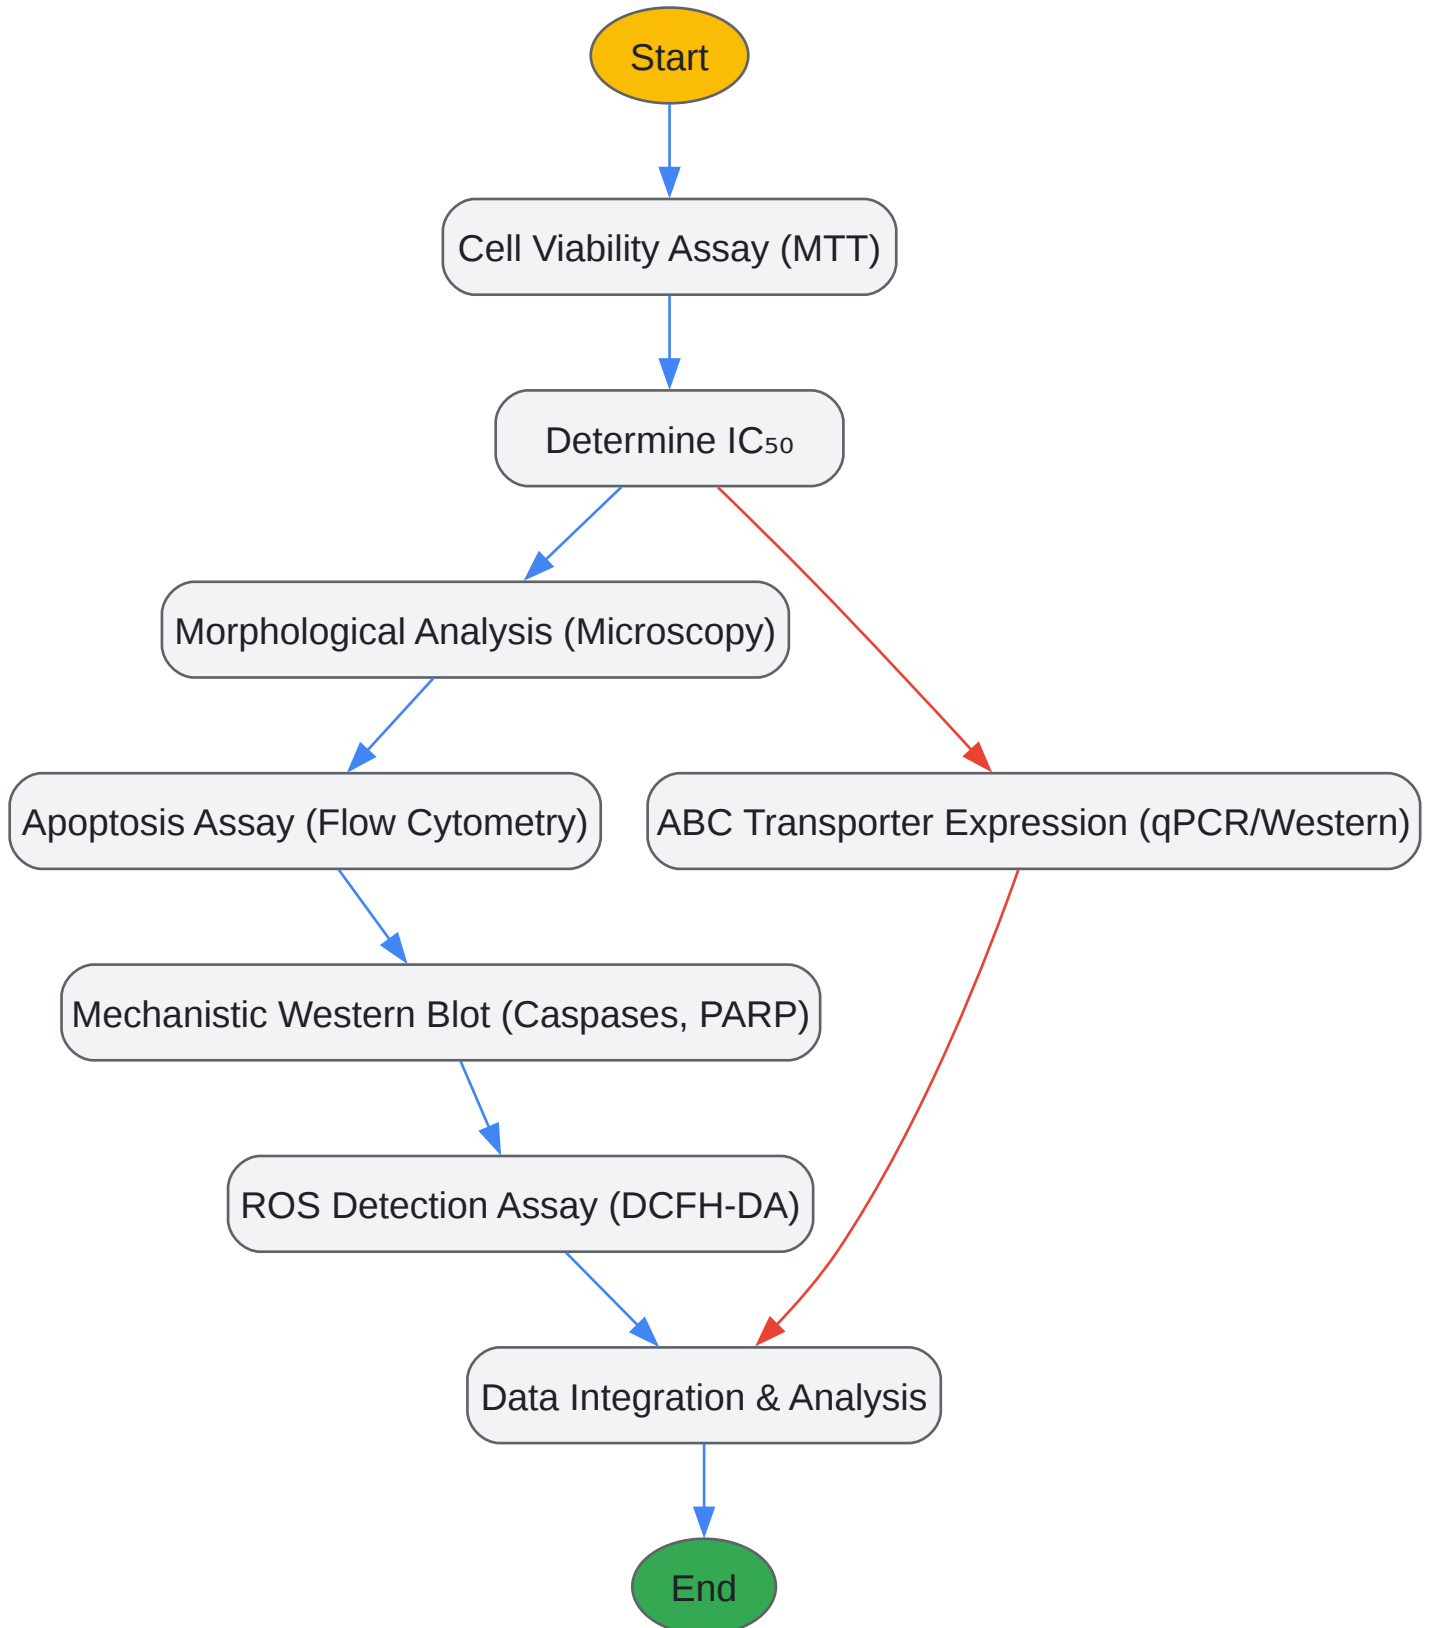 Start
Cell Viability Assay (MTT)
Determine IC₅₀
Morphological Analysis (Microscopy)
Apoptosis Assay (Flow Cytometry)
ABC Transporter Expression (qPCR/Western)
Mechanistic Western Blot (Caspases, PARP)
ROS Detection Assay (DCFH-DA)
Data Integration & Analysis
End